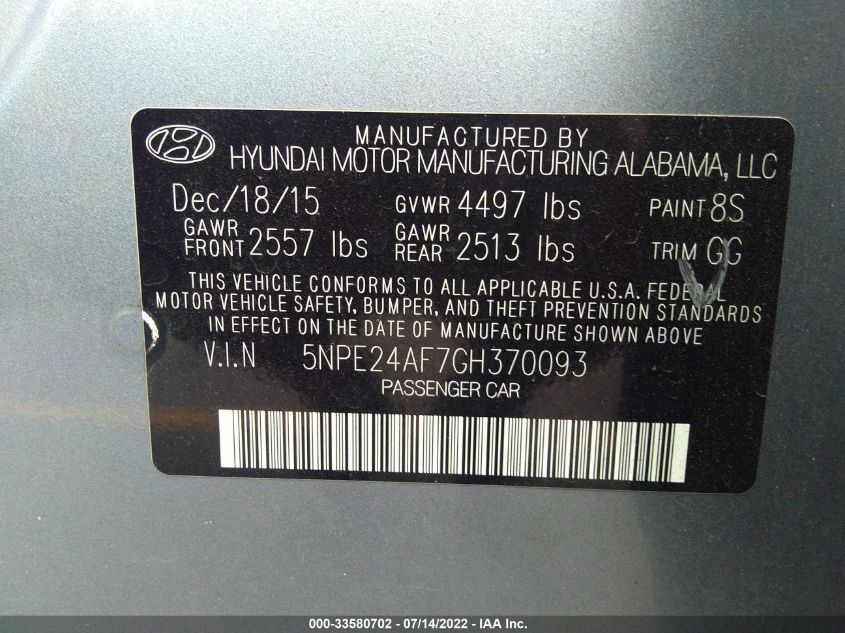 MANUFACTURED BY
HYUNDAI MOTOR MANUFACTURING ALABAMA, LLC
Dec/18/15 GVWR 4497 lbs PAINT 8S
GAWR FRONT 2557 lbs GAWR REAR 2513 lbs TRIM GG
THIS VEHICLE CONFORMS TO ALL APPLICABLE U.S.A. FEDERAL
MOTOR VEHICLE SAFETY, BUMPER, AND THEFT PREVENTION STANDARDS
IN EFFECT ON THE DATE OF MANUFACTURE SHOWN ABOVE
V.I.N 5NPE24AF7GH370093
PASSENGER CAR
000-33580702 - 07/14/2022 - IAA Inc.